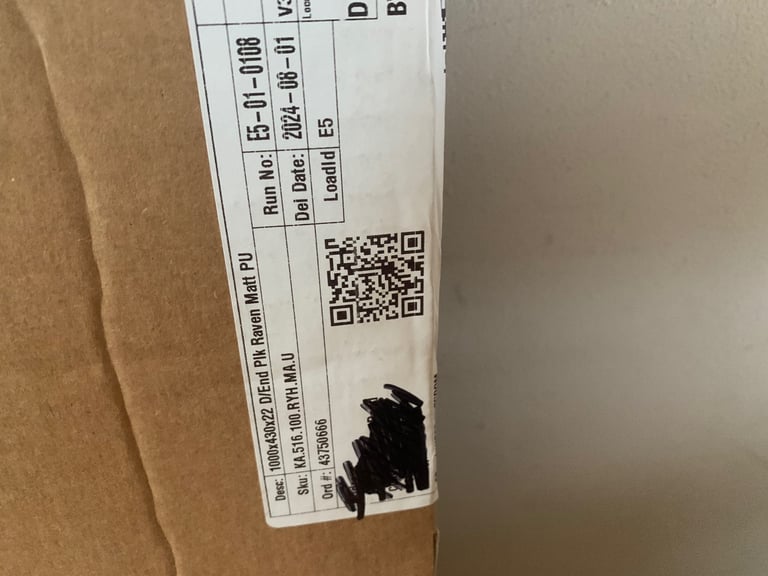 Desc: 1000x430x22 D/End Plk Raven Matt PU
Sku: KA.516.100.RYH.MA.U
Ord #: 43750666
Run No: E5-01-0108
Del Date: 2024-08-01
LoadId E5